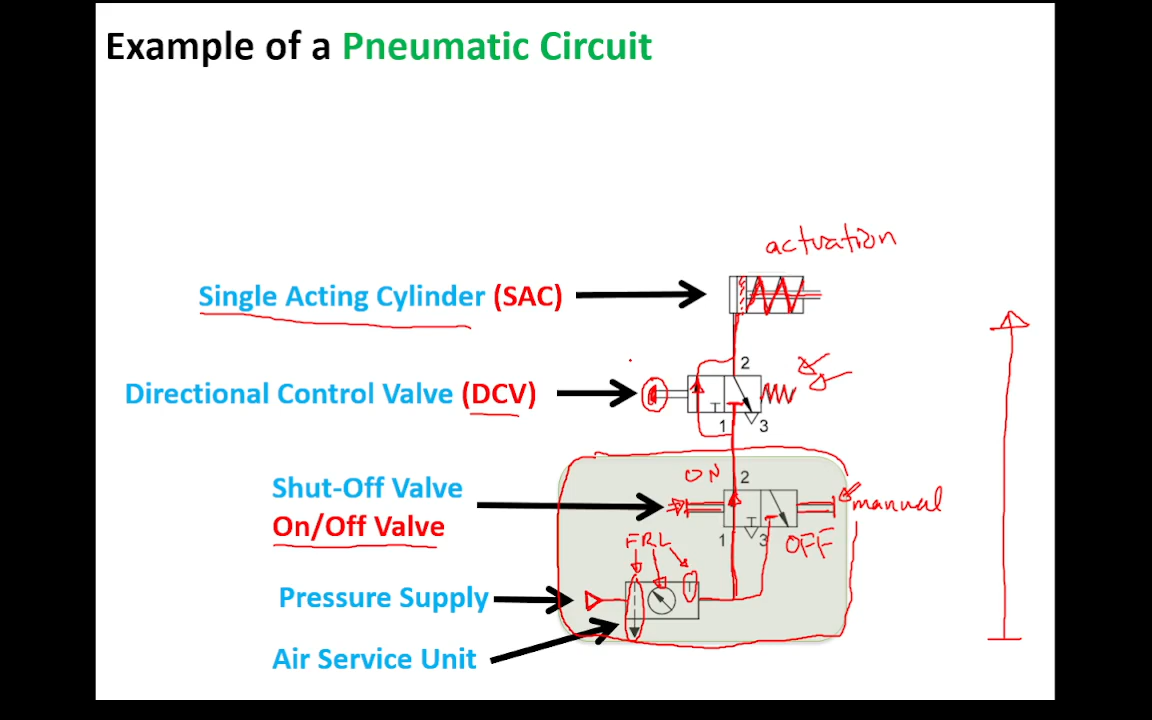 Example of a Pneumatic Circuit
actuation
Single Acting Cylinder (SAC)
2
Directional Control Valve (DCV)
1 3
ON 2
Shut-Off Valve
manual
On/Off Valve
1 3 OFF
FRL
Pressure Supply
Air Service Unit